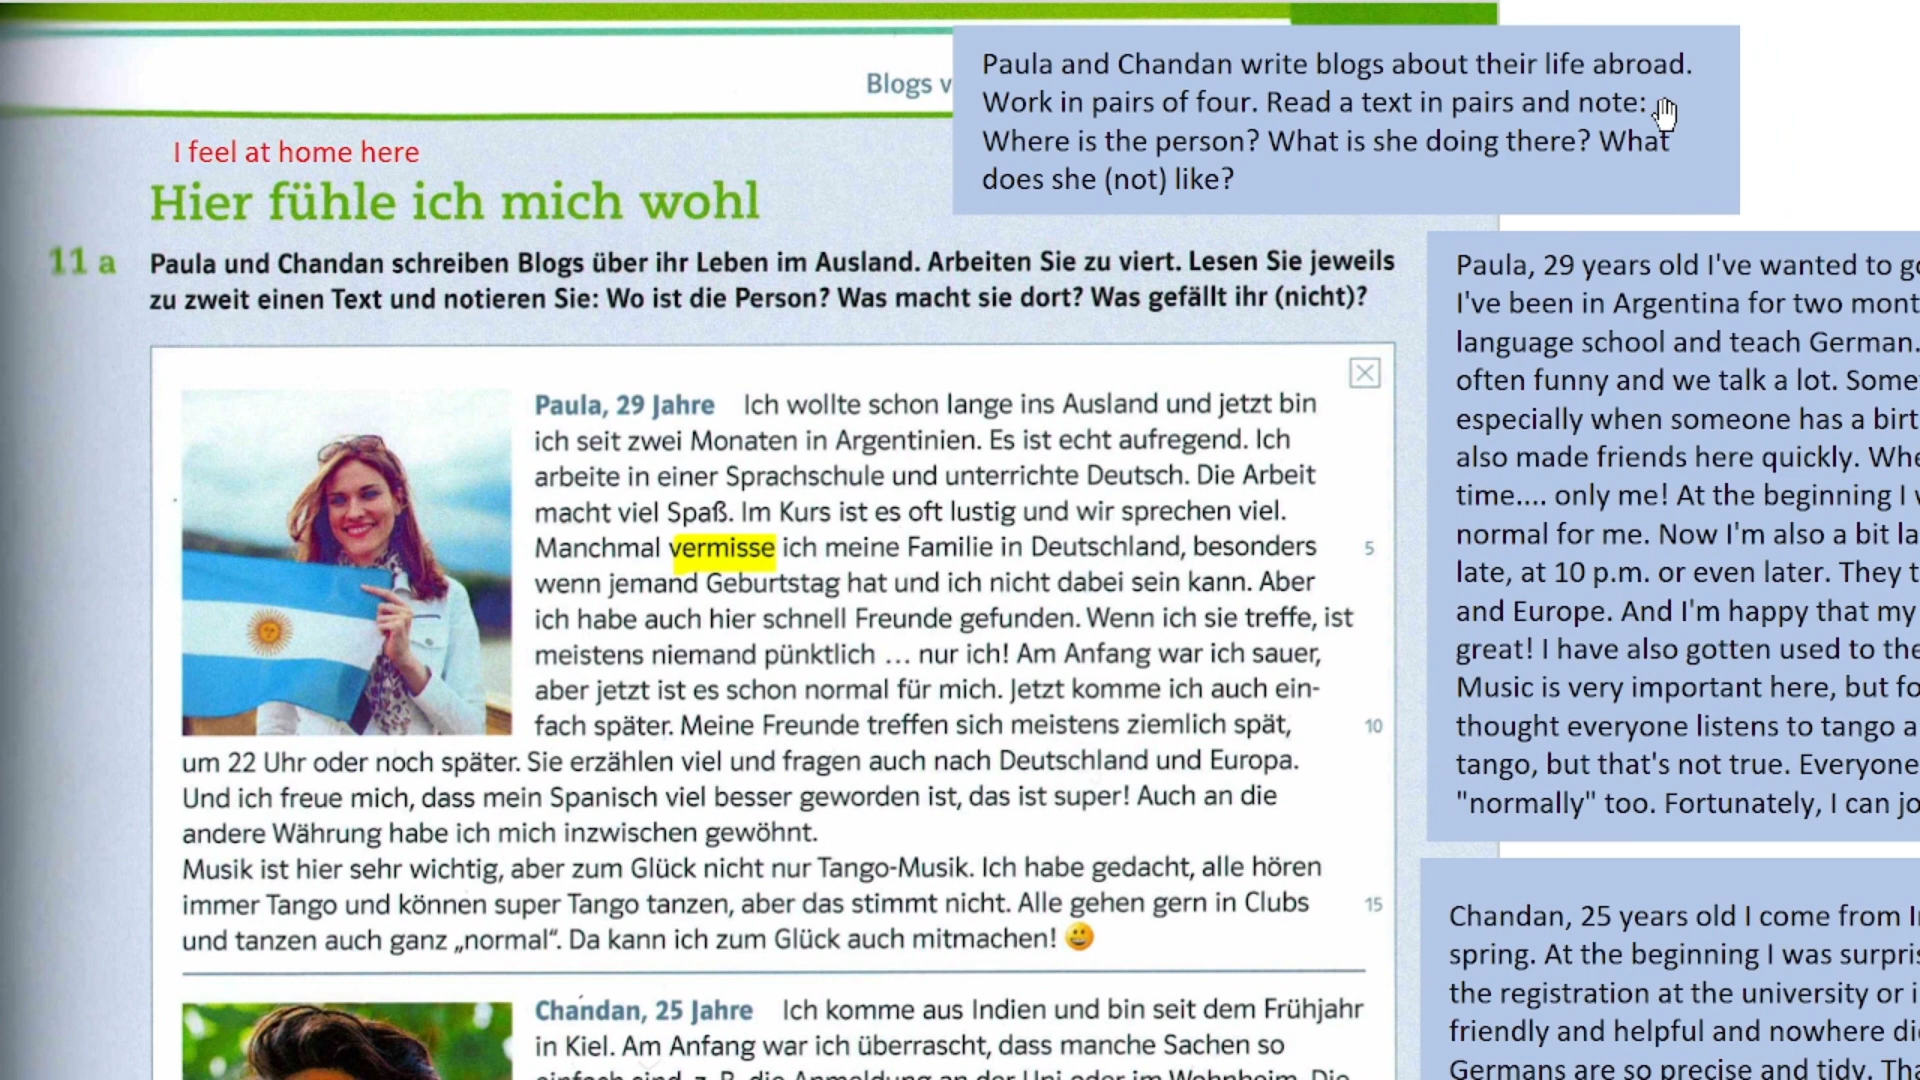 Blogs v
Paula and Chandan write blogs about their life abroad.
Work in pairs of four. Read a text in pairs and note:
Where is the person? What is she doing there? What
does she (not) like?
I feel at home here
Hier fühle ich mich wohl
11 a
Paula und Chandan schreiben Blogs über ihr Leben im Ausland. Arbeiten Sie zu viert. Lesen Sie jeweils
zu zweit einen Text und notieren Sie: Wo ist die Person? Was macht sie dort? Was gefällt ihr (nicht)?
Paula, 29 Jahre Ich wollte schon lange ins Ausland und jetzt bin
ich seit zwei Monaten in Argentinien. Es ist echt aufregend. Ich
arbeite in einer Sprachschule und unterrichte Deutsch. Die Arbeit
macht viel Spaß. Im Kurs ist es oft lustig und wir sprechen viel.
Manchmal vermisse ich meine Familie in Deutschland, besonders 5
wenn jemand Geburtstag hat und ich nicht dabei sein kann. Aber
ich habe auch hier schnell Freunde gefunden. Wenn ich sie treffe, ist
meistens niemand pünktlich … nur ich! Am Anfang war ich sauer,
aber jetzt ist es schon normal für mich. Jetzt komme ich auch ein-
fach später. Meine Freunde treffen sich meistens ziemlich spät, 10
um 22 Uhr oder noch später. Sie erzählen viel und fragen auch nach Deutschland und Europa.
Und ich freue mich, dass mein Spanisch viel besser geworden ist, das ist super! Auch an die
andere Währung habe ich mich inzwischen gewöhnt.
Musik ist hier sehr wichtig, aber zum Glück nicht nur Tango-Musik. Ich habe gedacht, alle hören
immer Tango und können super Tango tanzen, aber das stimmt nicht. Alle gehen gern in Clubs 15
und tanzen auch ganz „normal“. Da kann ich zum Glück auch mitmachen! 😀
Chandan, 25 Jahre Ich komme aus Indien und bin seit dem Frühjahr
in Kiel. Am Anfang war ich überrascht, dass manche Sachen so
Paula, 29 years old I've wanted to go
I've been in Argentina for two mont
language school and teach German.
often funny and we talk a lot. Some
especially when someone has a birt
also made friends here quickly. Whe
time.... only me! At the beginning I
normal for me. Now I'm also a bit la
late, at 10 p.m. or even later. They t
and Europe. And I'm happy that my
great! I have also gotten used to the
Music is very important here, but fo
thought everyone listens to tango a
tango, but that's not true. Everyone
"normally" too. Fortunately, I can jo
Chandan, 25 years old I come from I
spring. At the beginning I was surpris
the registration at the university or i
friendly and helpful and nowhere di
Germans are so precise and tidy. Tha